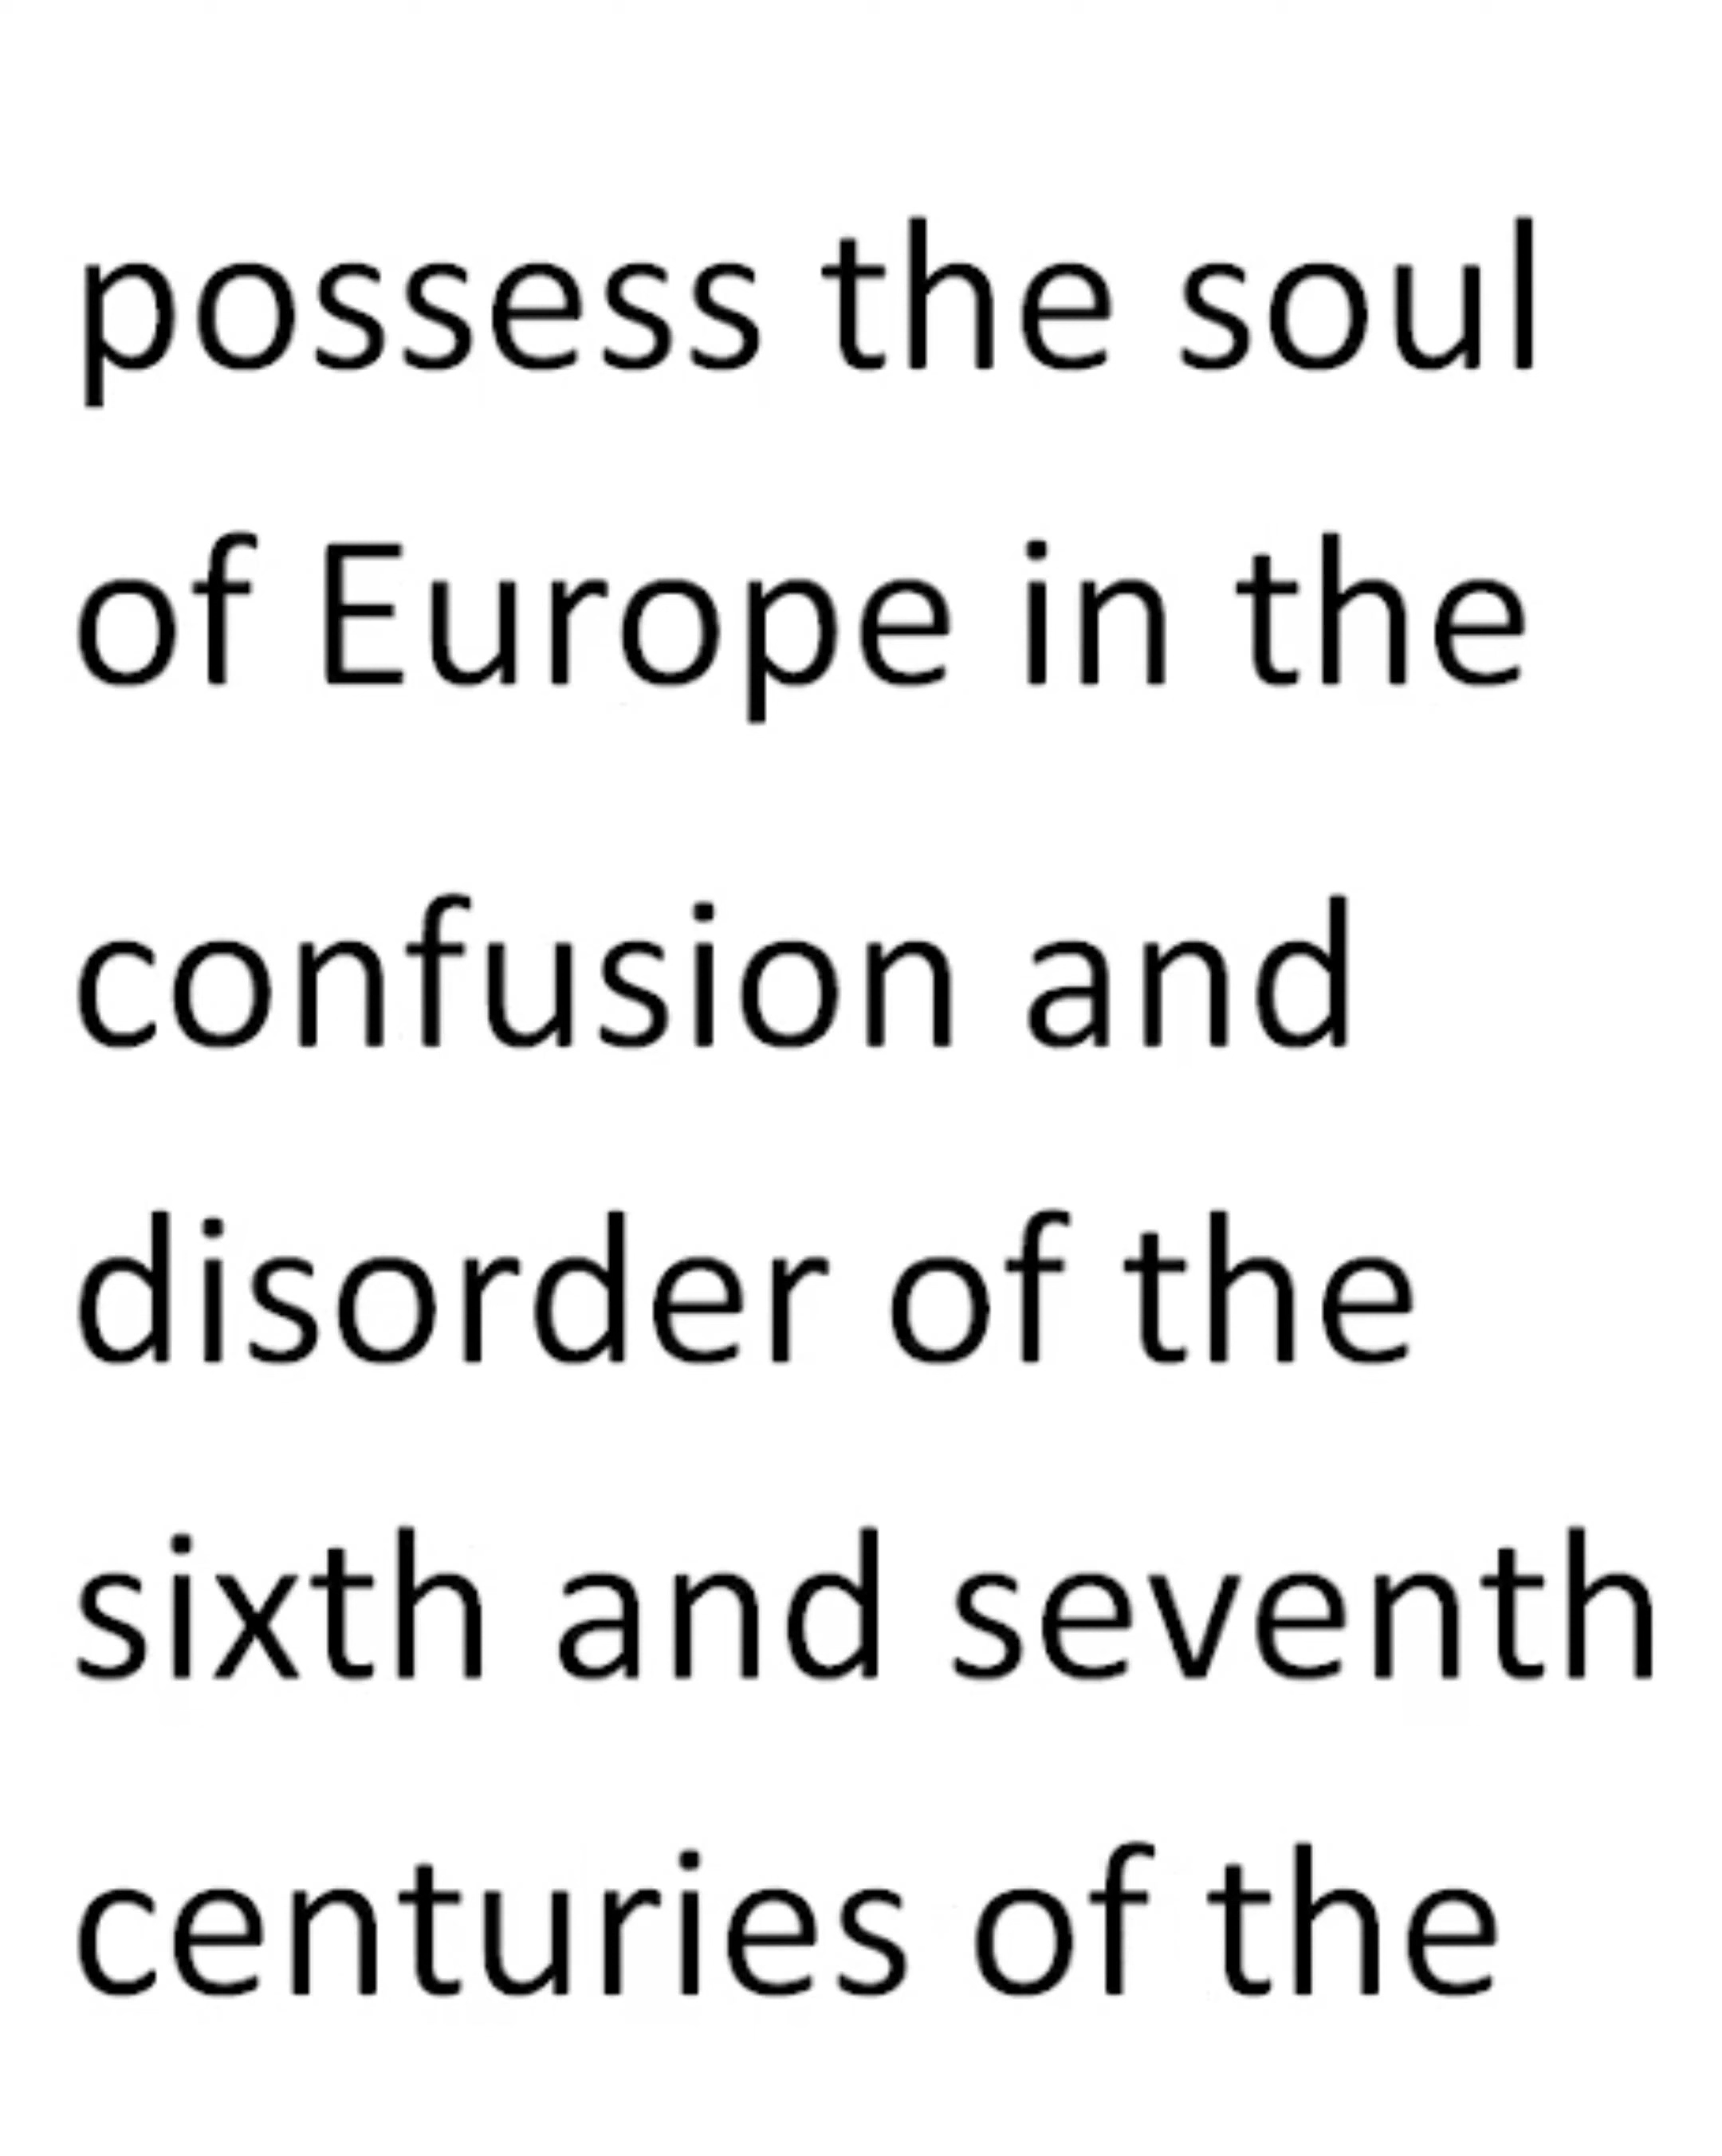 possess the soul
of Europe in the
confusion and
disorder of the
sixth and seventh
centuries of the